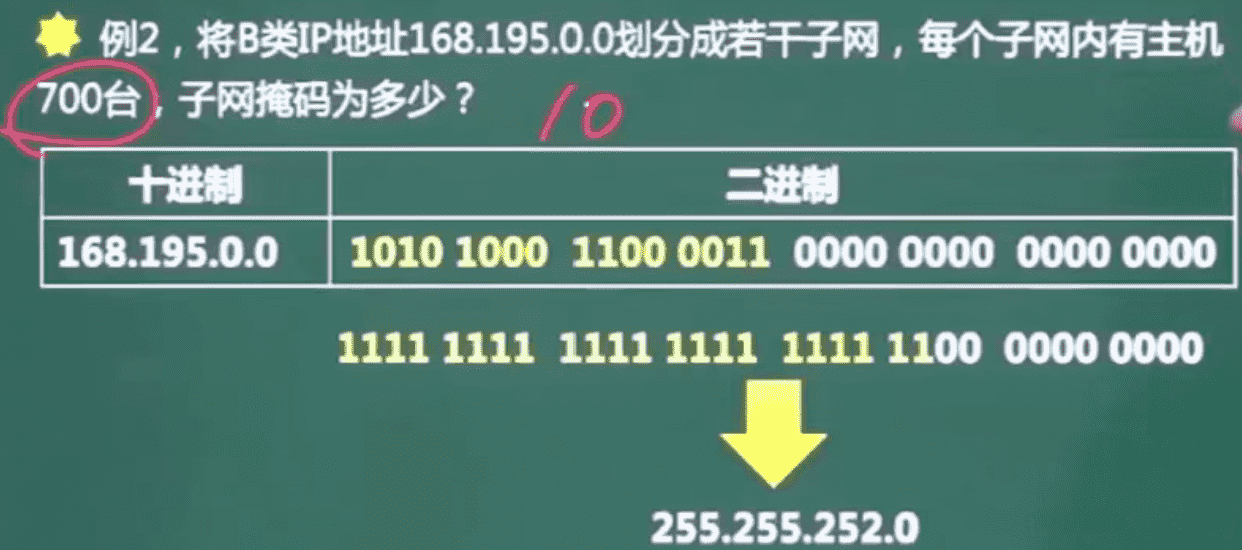 例2，将B类IP地址168.195.0.0划分成若干子网，每个子网内有主机
700台，子网掩码为多少？ 10
十进制 二进制
168.195.0.0 1010 1000 1100 0011 0000 0000 0000 0000
1111 1111 1111 1111 1111 1100 0000 0000
255.255.252.0